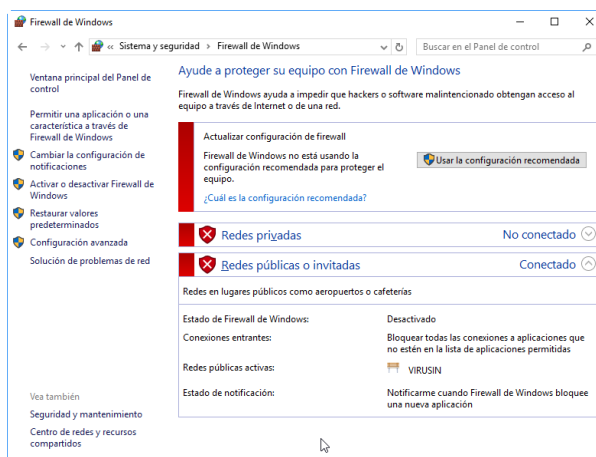 Firewall de Windows
« Sistema y seguridad > Firewall de Windows
Buscar en el Panel de control
Ventana principal del Panel de
control
Permitir una aplicación o una
característica a través de
Firewall de Windows
Cambiar la configuración de
notificaciones
Activar o desactivar Firewall de
Windows
Restaurar valores
predeterminados
Configuración avanzada
Solución de problemas de red
Vea también
Seguridad y mantenimiento
Centro de redes y recursos
compartidos
Ayude a proteger su equipo con Firewall de Windows
Firewall de Windows ayuda a impedir que hackers o software malintencionado obtengan acceso al
equipo a través de Internet o de una red.
Actualizar configuración de firewall
Firewall de Windows no está usando la
configuración recomendada para proteger el
equipo.
Usar la configuración recomendada
¿Cuál es la configuración recomendada?
Redes privadas No conectado
Redes públicas o invitadas Conectado
Redes en lugares públicos como aeropuertos o cafeterías
Estado de Firewall de Windows: Desactivado
Conexiones entrantes: Bloquear todas las conexiones a aplicaciones que
no estén en la lista de aplicaciones permitidas
Redes públicas activas: VIRUSIN
Estado de notificación: Notificarme cuando Firewall de Windows bloquee
una nueva aplicación